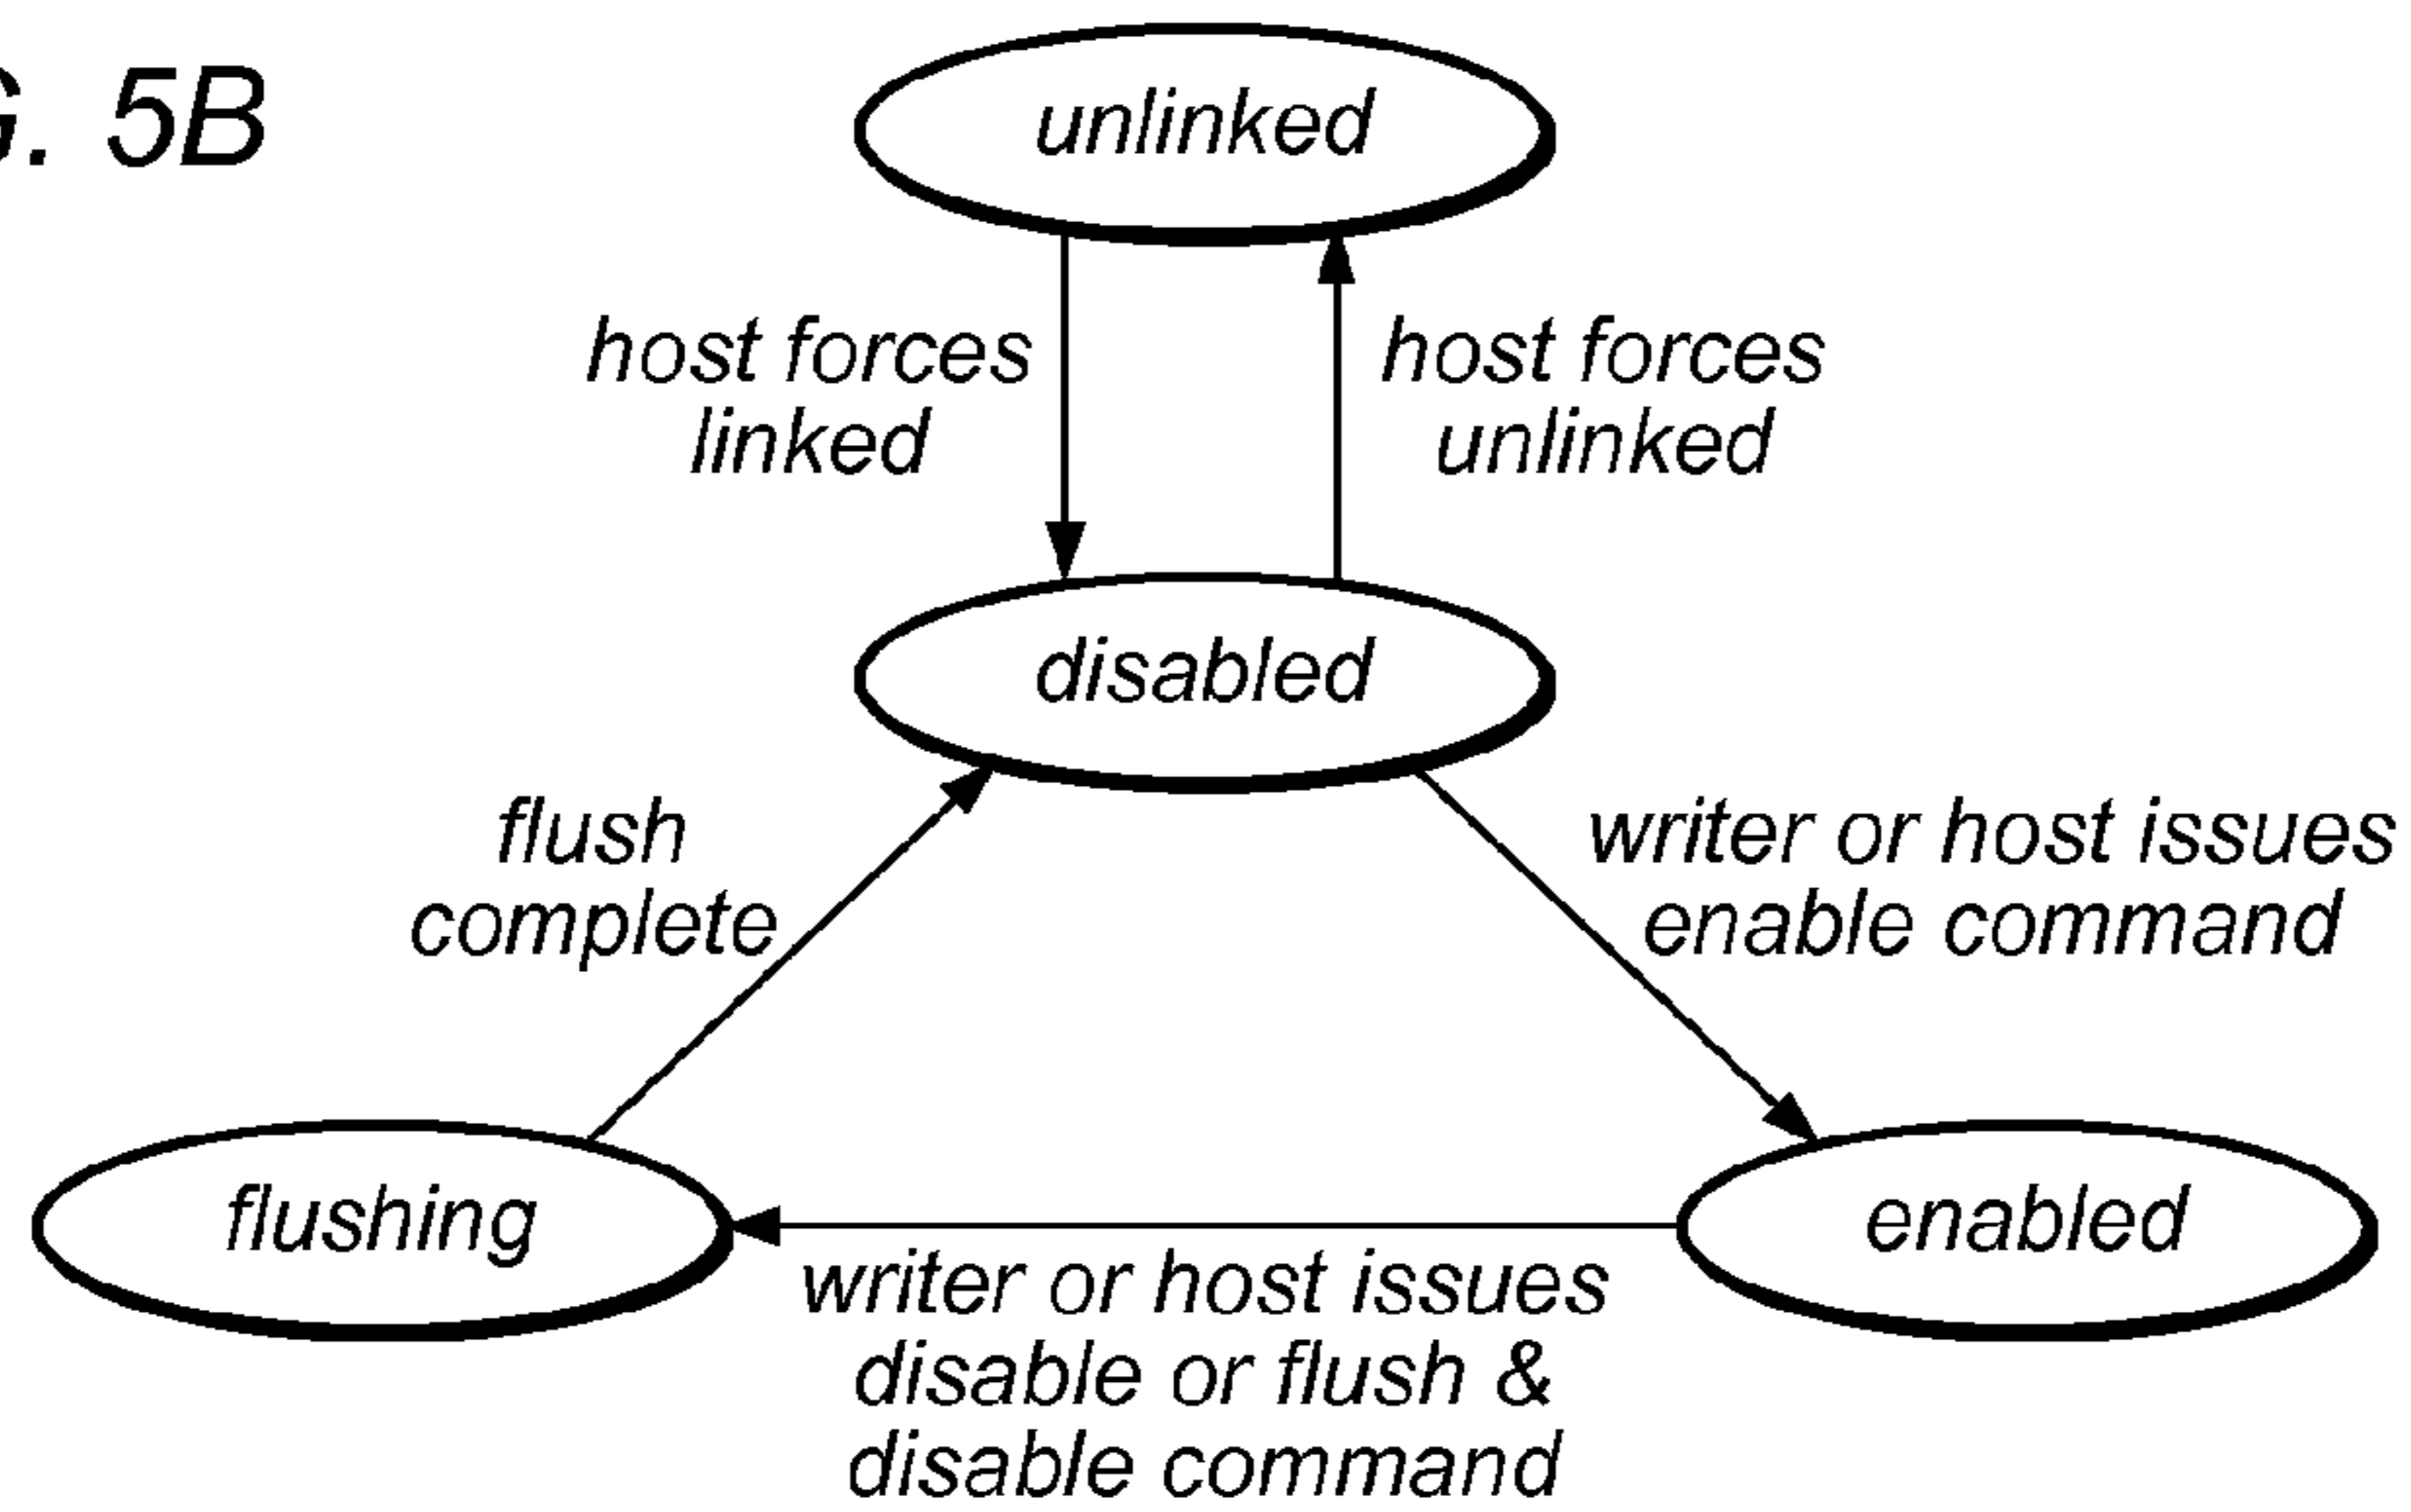 G. 5B
unlinked
host forces
linked
host forces
unlinked
disabled
flush
complete
writer or host issues
enable command
flushing
enabled
writer or host issues
disable or flush &
disable command